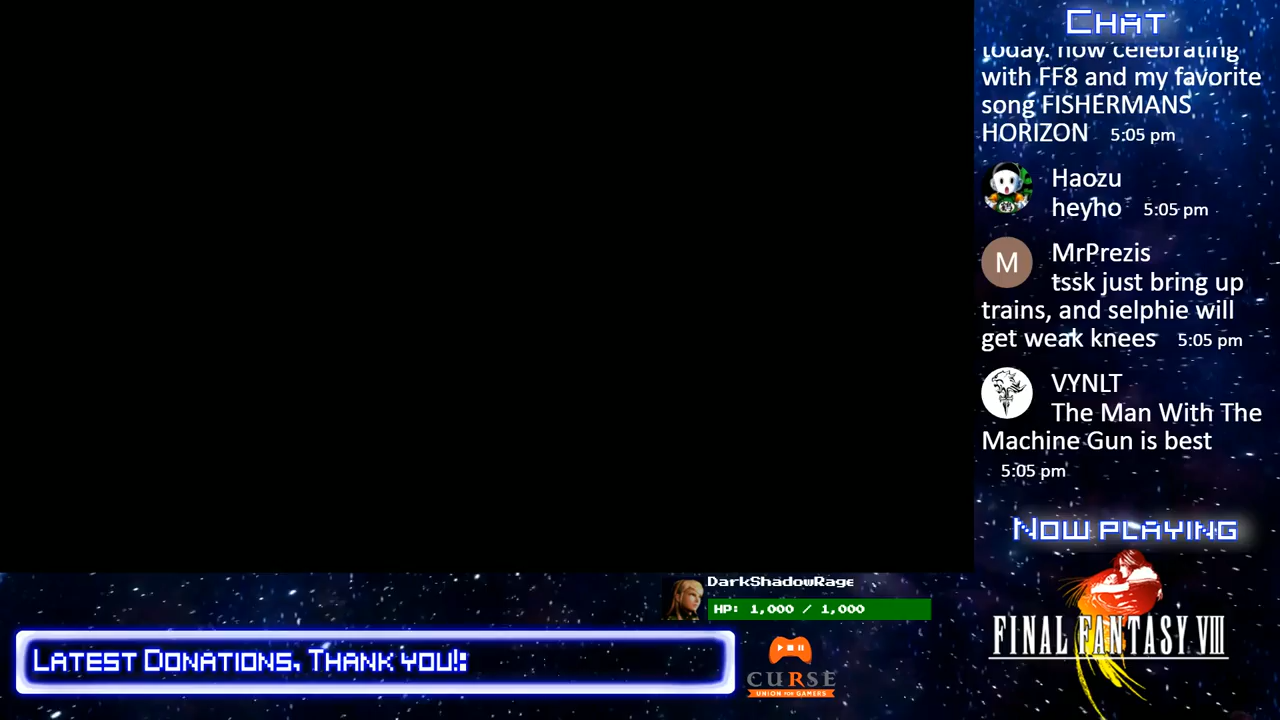 CHAT
today. now celebrating
with FF8 and my favorite
song FISHERMANS
HORIZON 5:05 pm
Haozu
heyho 5:05 pm
M
MrPrezis
tssk just bring up
trains, and selphie will
get weak knees 5:05 pm
VYNLT
The Man With The
Machine Gun is best
5:05 pm
NOW PLAYING
FINAL FANTASY VIII
DarkShadowRage
HP: 1,000 / 1,000
LATEST DONATIONS, THANK YOU!:
CURSE
UNION FOR GAMERS